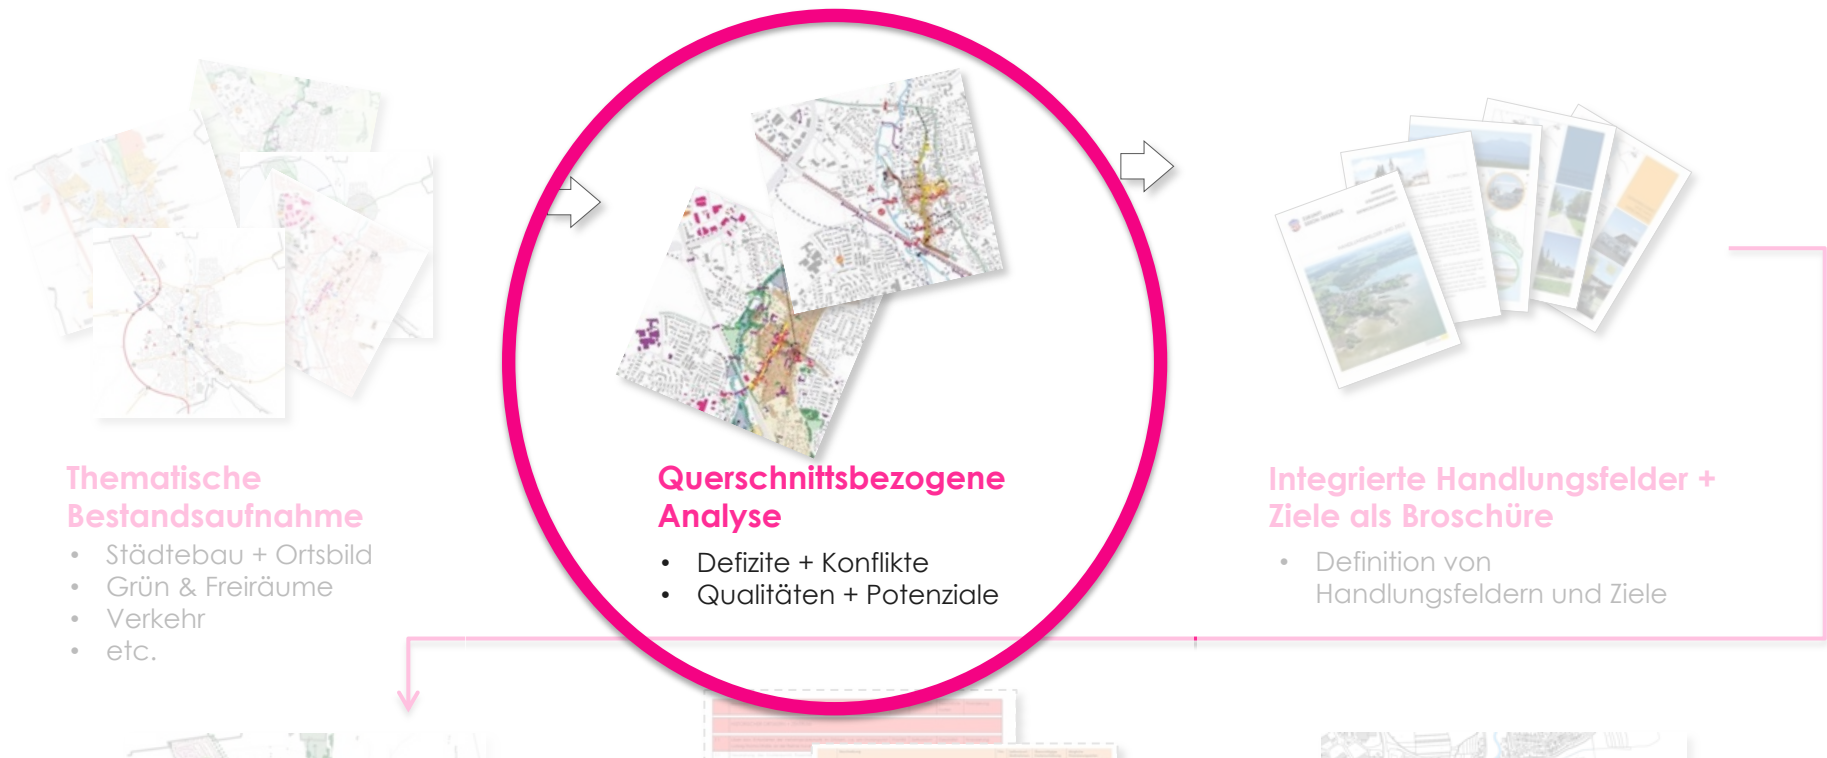 Thematische
Bestandsaufnahme
• Städtebau + Ortsbild
• Grün & Freiräume
• Verkehr
• etc.
Querschnittsbezogene
Analyse
• Defizite + Konflikte
• Qualitäten + Potenziale
Integrierte Handlungsfelder +
Ziele als Broschüre
• Definition von
Handlungsfeldern und Ziele